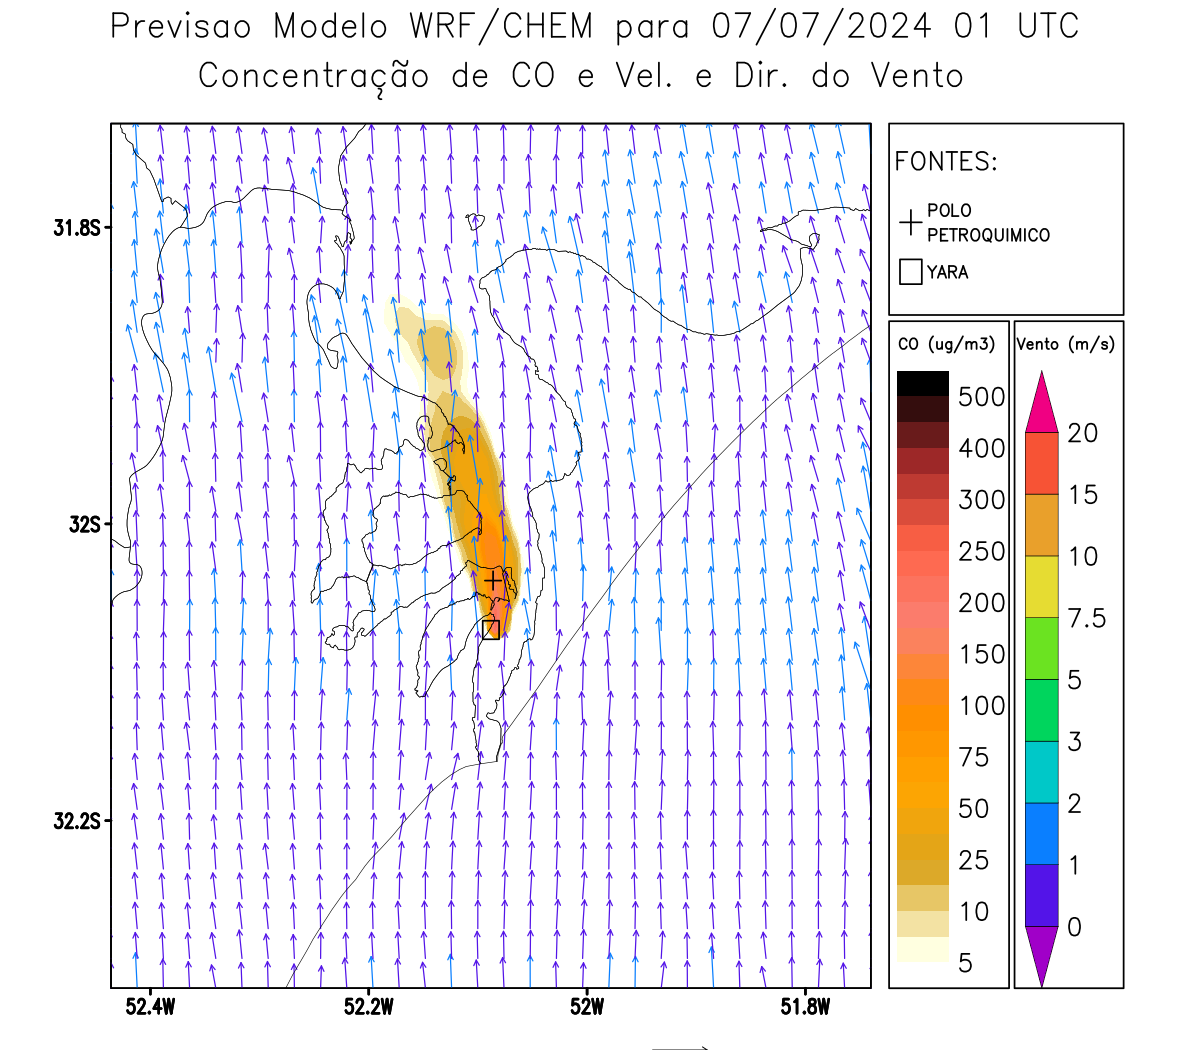 Previsao Modelo WRF/CHEM para 07/07/2024 01 UTC
Concentração de CO e Vel. e Dir. do Vento
FONTES:
POLO
PETROQUIMICO
YARA
CO (ug/m3)
500
400
300
250
200
150
100
75
50
25
10
5
Vento (m/s)
20
15
10
7.5
5
3
2
1
0
31.8S
32S
32.2S
52.4W
52.2W
52W
51.8W